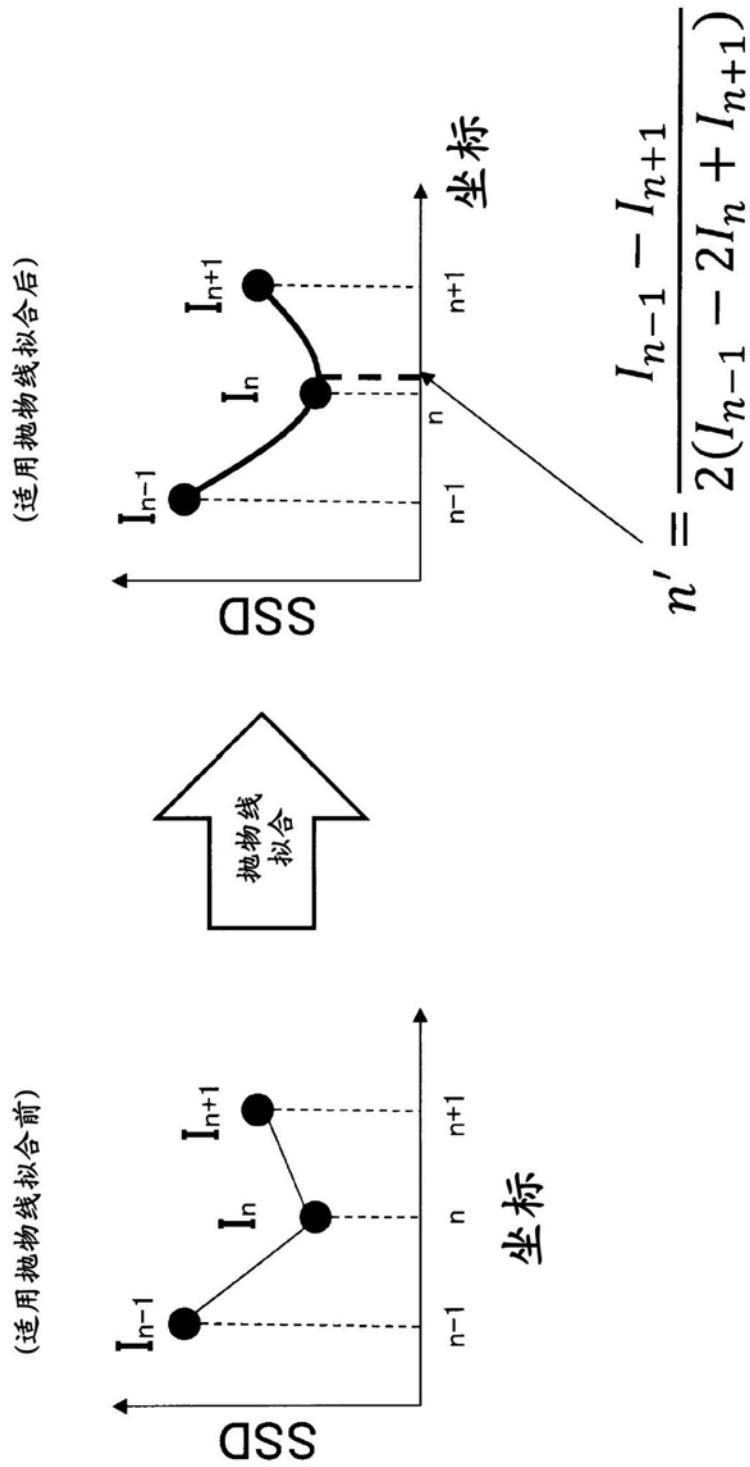 (适用抛物线拟合前)
SSD
Iₙ₋₁
Iₙ
Iₙ₊₁
n-1
n
n+1
坐标
抛物线
拟合
(适用抛物线拟合后)
SSD
Iₙ₋₁
Iₙ
Iₙ₊₁
n-1
n
n+1
坐标
n′ = (Iₙ₋₁ − Iₙ₊₁) / 2(Iₙ₋₁ − 2Iₙ + Iₙ₊₁)